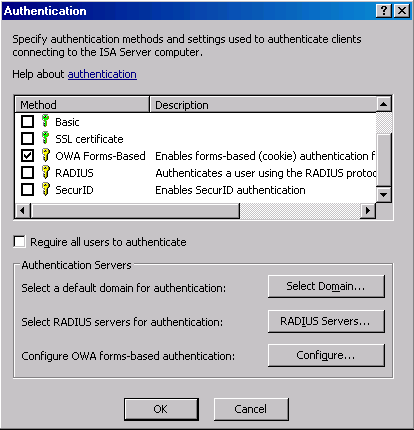 Authentication
Specify authentication methods and settings used to authenticate clients
connecting to the ISA Server computer.
Help about authentication
Method Description
Basic
SSL certificate
OWA Forms-Based Enables forms-based (cookie) authentication f
RADIUS Authenticates a user using the RADIUS protoc
SecurID Enables SecurID authentication
Require all users to authenticate
Authentication Servers
Select a default domain for authentication: Select Domain...
Select RADIUS servers for authentication: RADIUS Servers...
Configure OWA forms-based authentication: Configure...
OK Cancel